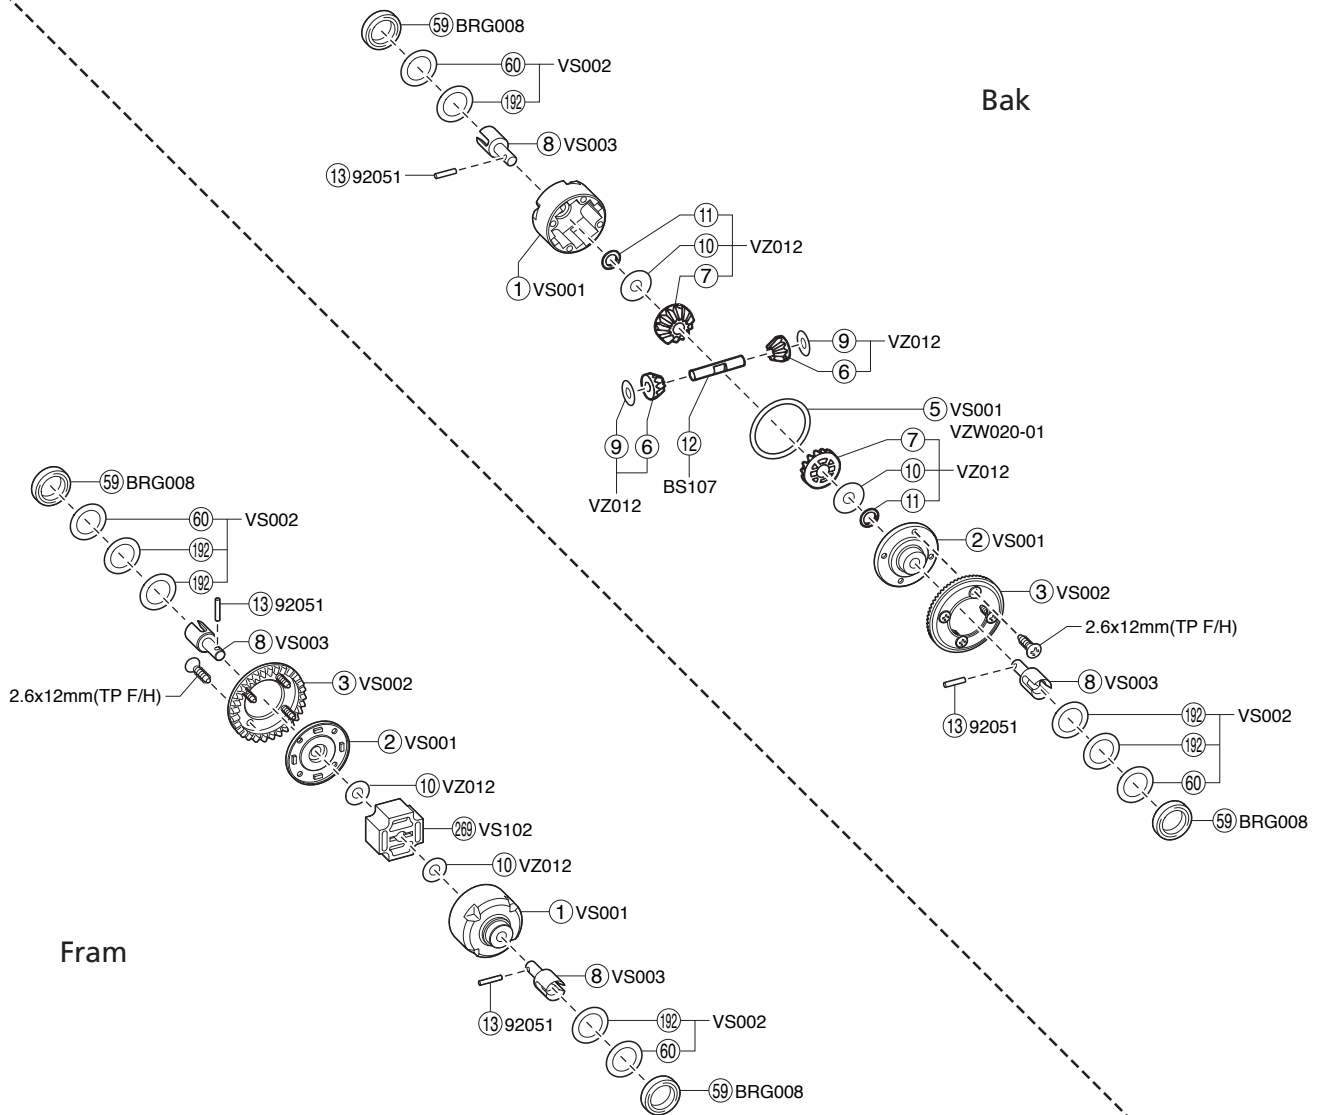 59 BRG008
60 VS002
192
Bak
8 VS003
13 92051
11
10 VZ012
7
1 VS001
9 VZ012
6
5 VS001
VZW020-01
9 6 12
7
10 VZ012
11
BS107
VZ012
59 BRG008
60 VS002
192
192
2 VS001
3 VS002
13 92051
2.6x12mm(TP F/H)
8 VS003
3 VS002
2.6x12mm(TP F/H)
8 VS003
192 VS002
13 92051
192
60
2 VS001
10 VZ012
59 BRG008
269 VS102
10 VZ012
1 VS001
Fram
8 VS003
13 92051
192 VS002
60
59 BRG008